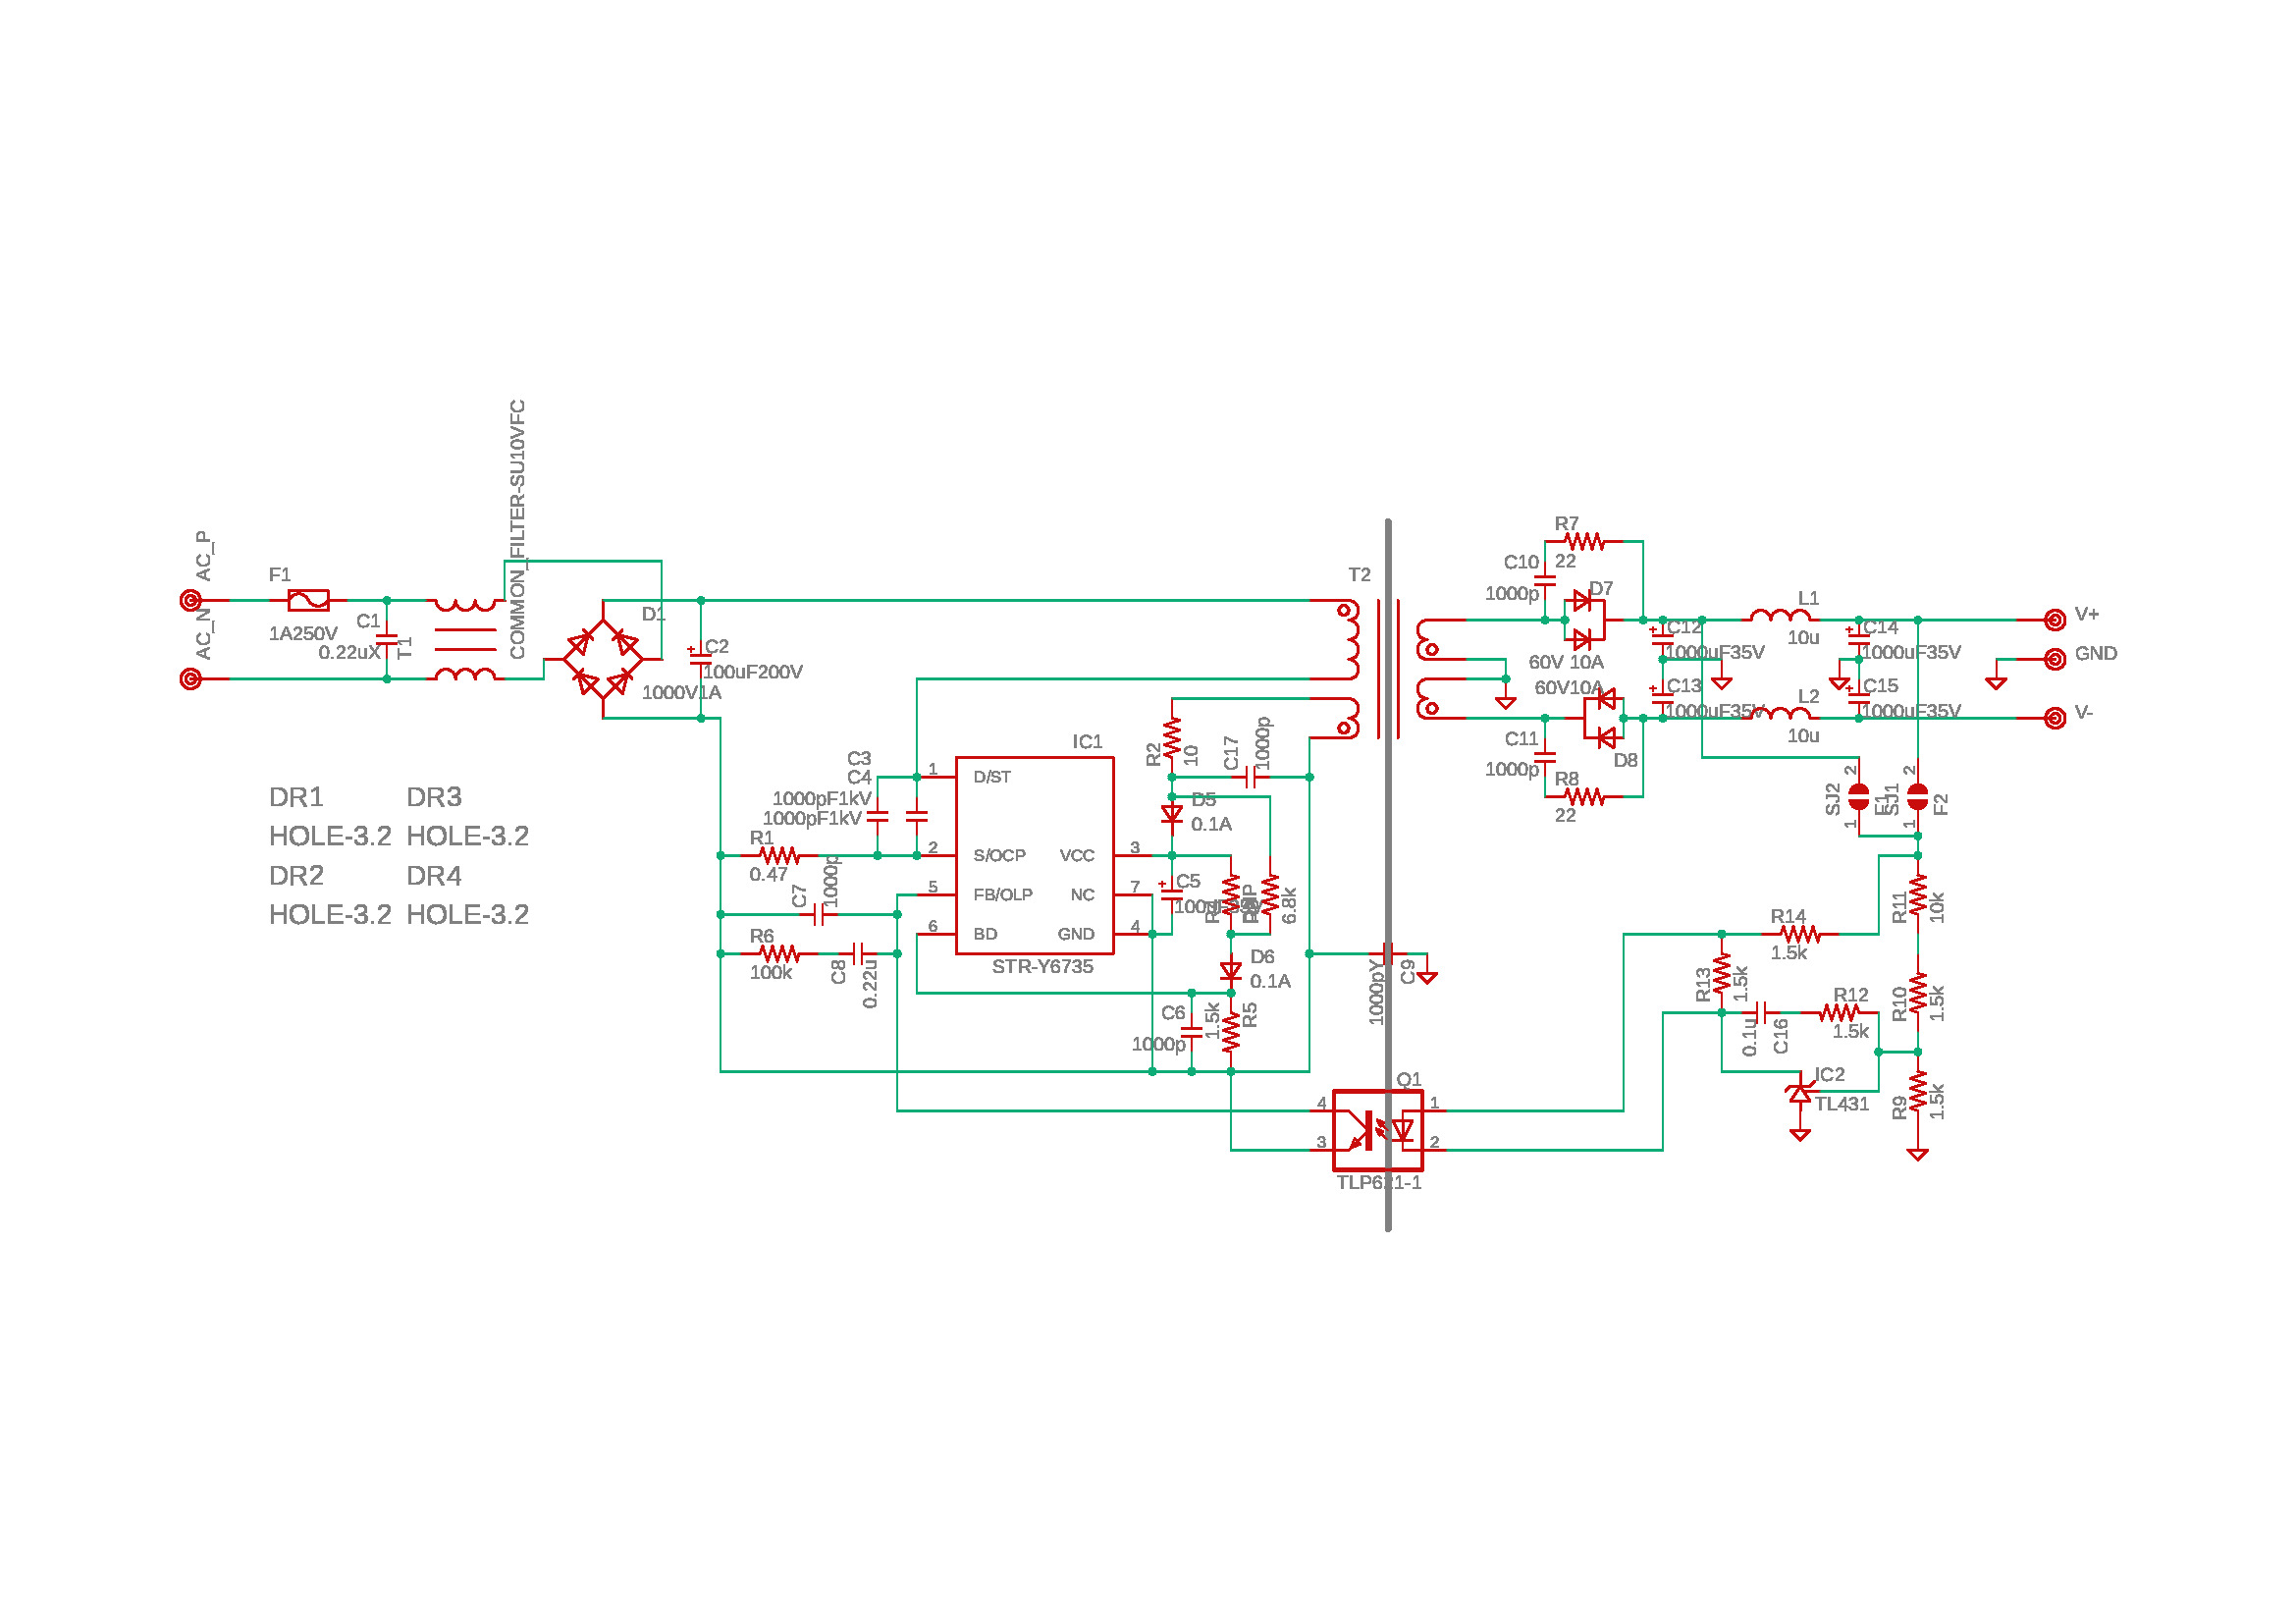 COMMON_FILTER-SU10VFC
AC_P
F1
1A250V
C1
0.22uX
T1
AC_N
D1
1000V1A
C2
100uF200V
T2
R7
22
C10
1000p
D7
60V 10A
60V10A
C11
1000p
D8
R8
22
C12
1000uF35V
C13
1000uF35V
L1
10u
L2
10u
C14
1000uF35V
C15
1000uF35V
V+
GND
V-
DR1 DR3
HOLE-3.2 HOLE-3.2
DR2 DR4
HOLE-3.2 HOLE-3.2
C3
C4
1000pF1kV
1000pF1kV
R1
0.47
C7
1000p
R6
100k
C8
0.22u
IC1
1 D/ST
2 S/OCP VCC 3
5 FB/OLP NC 7
6 BD GND 4
STR-Y6735
R2
10
C17
1000p
D5
0.1A
C5
6.8k
D6
0.1A
C6
1000p
1.5k
R5
1000pY
C9
Q1
4 1
3 2
TLP621-1
SJ2
2
1
SJ1
2
1
F2
R11
10k
R14
1.5k
R13
1.5k
R10
1.5k
R12
1.5k
0.1u
C16
IC2
TL431
R9
1.5k